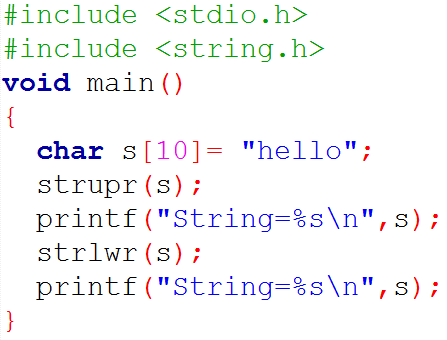 #include <stdio.h>
#include <string.h>
void main()
{
  char s[10]= "hello";
  strupr(s);
  printf("String=%s\n",s);
  strlwr(s);
  printf("String=%s\n",s);
}